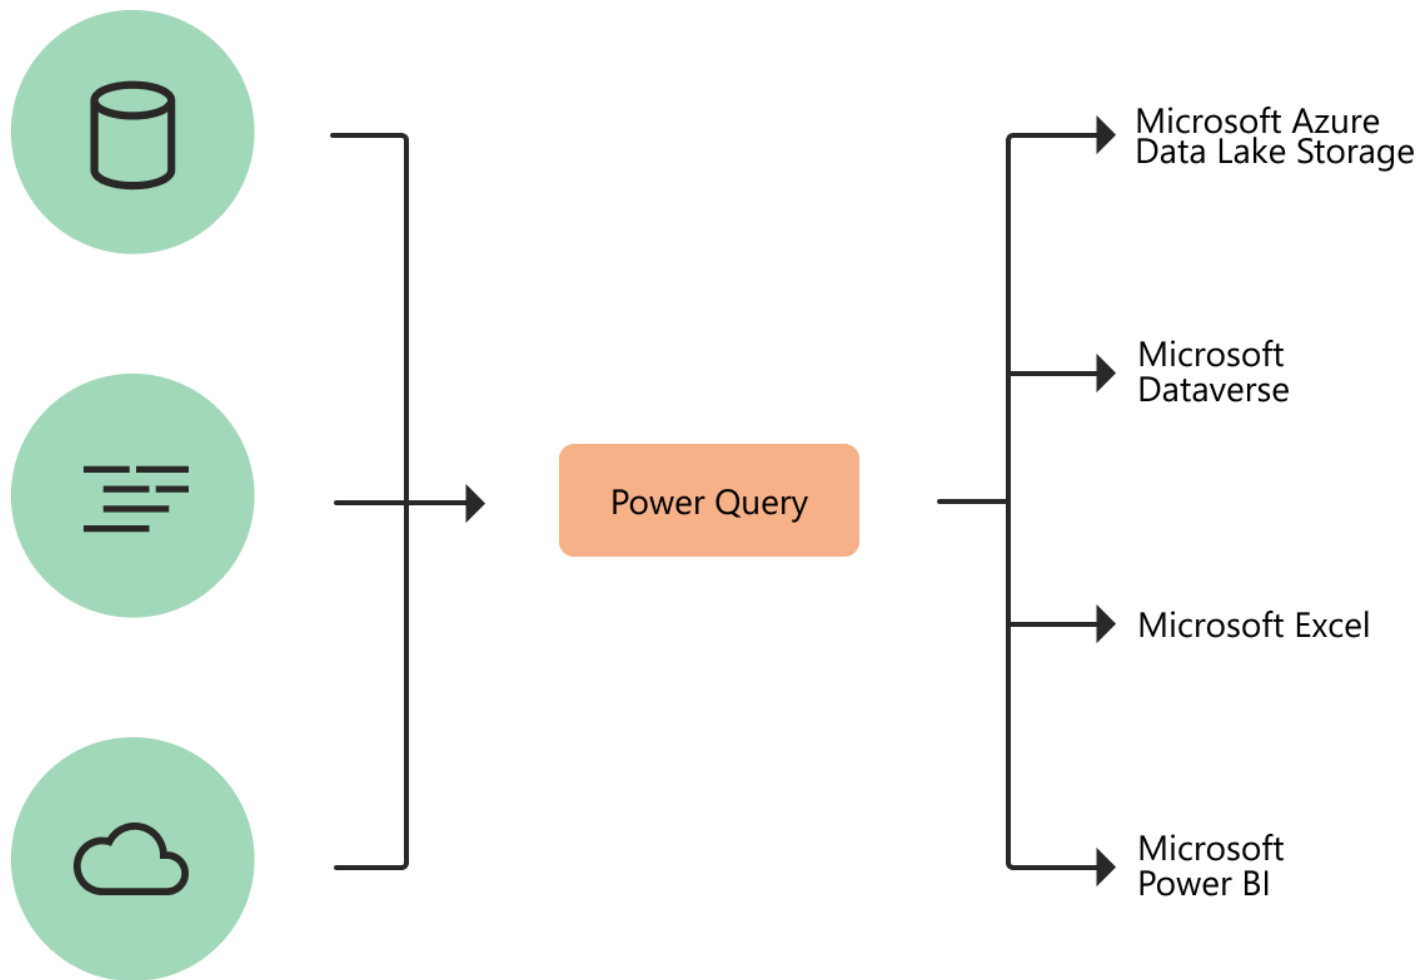 Microsoft Azure
Data Lake Storage
Microsoft
Dataverse
Power Query
Microsoft Excel
Microsoft
Power BI